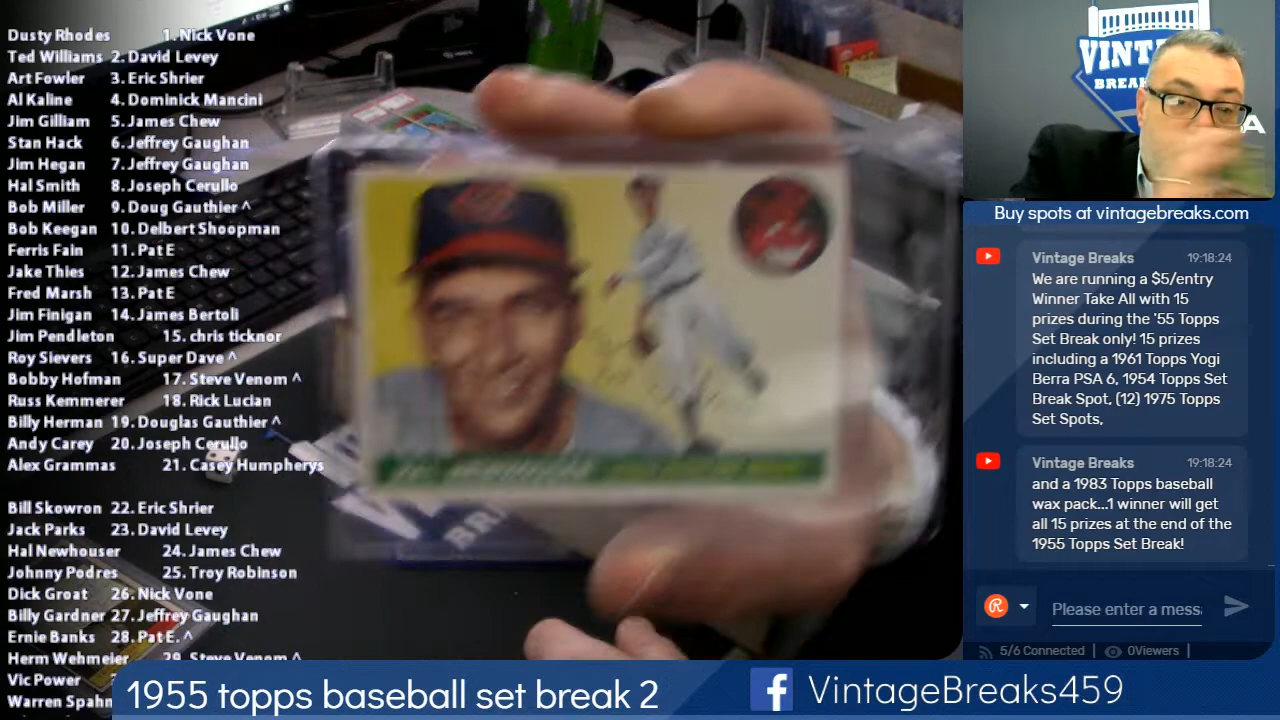 Dusty Rhodes 1. Nick Vone
Ted Williams 2. David Levey
Art Fowler 3. Eric Shrier
Al Kaline 4. Dominick Mancini
Jim Gilliam 5. James Chew
Stan Hack 6. Jeffrey Gaughan
Jim Hegan 7. Jeffrey Gaughan
Hal Smith 8. Joseph Cerullo
Bob Miller 9. Doug Gauthier ^
Bob Keegan 10. Delbert Shoopman
Ferris Fain 11. Pat E
Jake Thies 12. James Chew
Fred Marsh 13. Pat E
Jim Finigan 14. James Bertoli
Jim Pendleton 15. chris ticknor
Roy Sievers 16. Super Dave ^
Bobby Hofman 17. Steve Venom ^
Russ Kemmerer 18. Rick Lucian
Billy Herman 19. Douglas Gauthier ^
Andy Carey 20. Joseph Cerullo
Alex Grammas 21. Casey Humpherys
Bill Skowron 22. Eric Shrier
Jack Parks 23. David Levey
Hal Newhouser 24. James Chew
Johnny Podres 25. Troy Robinson
Dick Groat 26. Nick Vone
Billy Gardner 27. Jeffrey Gaughan
Ernie Banks 28. Pat E. ^
Herm Wehmeier 29. Steve Venom ^
Vic Power
Warren Spahn
1955 topps baseball set break 2
VintageBreaks459
Buy spots at vintagebreaks.com
Vintage Breaks 19:18:24
We are running a $5/entry
Winner Take All with 15
prizes during the '55 Topps
Set Break only! 15 prizes
including a 1961 Topps Yogi
Berra PSA 6, 1954 Topps Set
Break Spot, (12) 1975 Topps
Set Spots,
Vintage Breaks 19:18:24
and a 1983 Topps baseball
wax pack...1 winner will get
all 15 prizes at the end of the
1955 Topps Set Break!
Please enter a messa
5/6 Connected | 0Viewers |